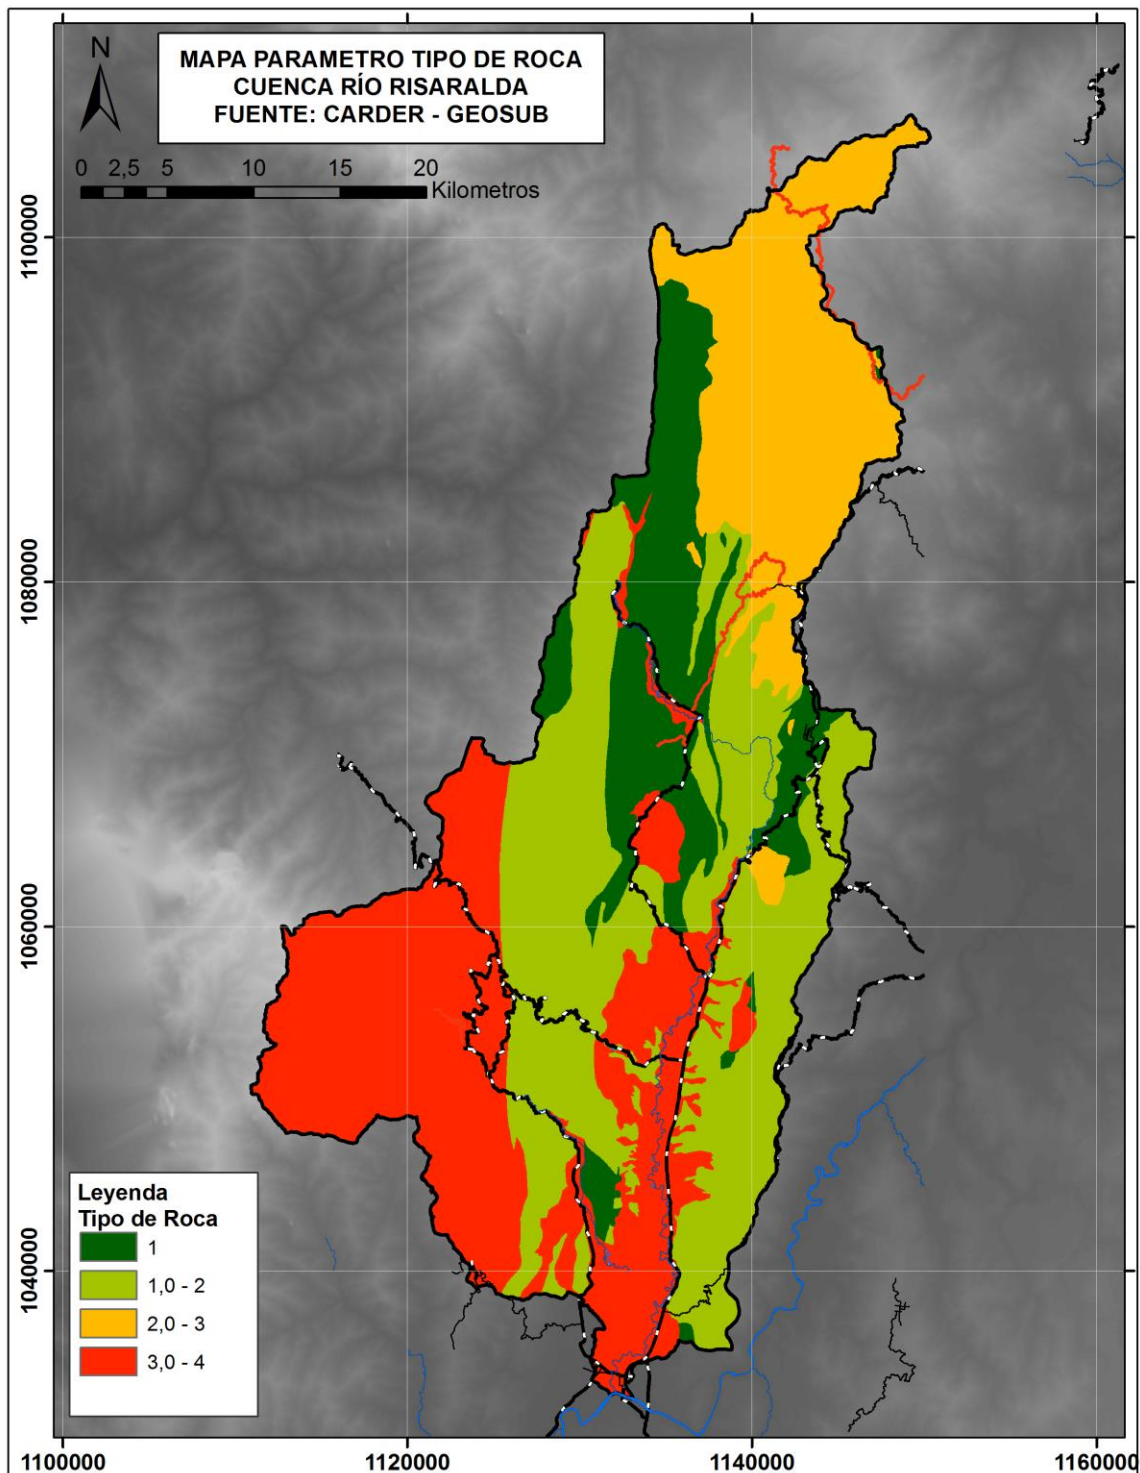 MAPA PARAMETRO TIPO DE ROCA
CUENCA RÍO RISARALDA
FUENTE: CARDER - GEOSUB
N
0 2,5 5 10 15 20
Kilometros
1100000
1080000
1060000
1040000
Leyenda
Tipo de Roca
1
1,0 - 2
2,0 - 3
3,0 - 4
1100000 1120000 1140000 1160000